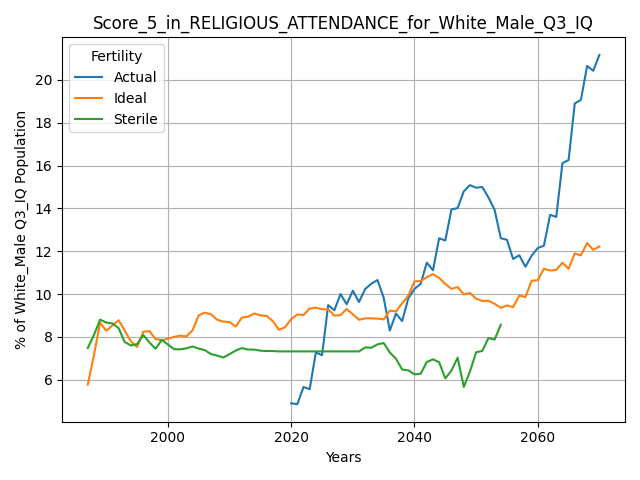 Score_5_in_RELIGIOUS_ATTENDANCE_for_White_Male_Q3_IQ
Fertility
Actual
Ideal
Sterile
% of White_Male Q3_IQ Population
20
18
16
14
12
10
8
6
2000
2020
2040
2060
Years